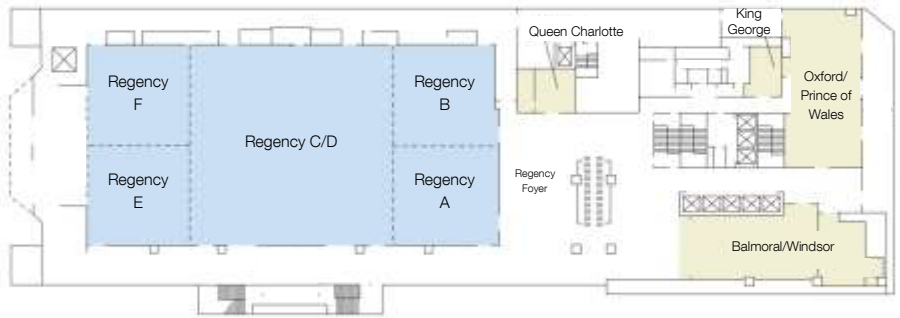 Queen Charlotte
King
George
Regency
F
Regency
B
Oxford/
Prince of
Wales
Regency C/D
Regency
E
Regency
A
Regency
Foyer
Balmoral/Windsor